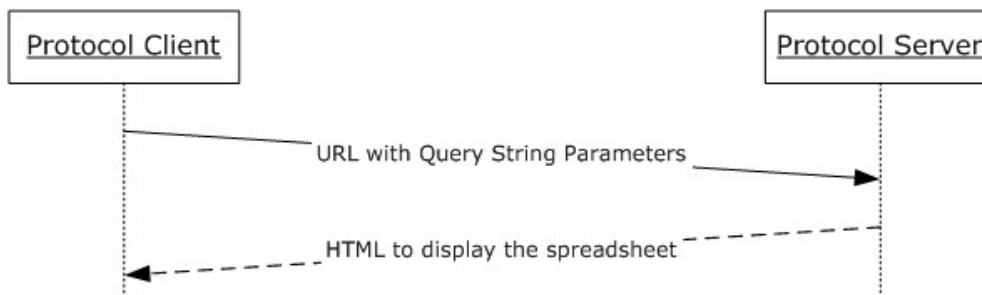 Protocol Client
Protocol Server
URL with Query String Parameters
HTML to display the spreadsheet